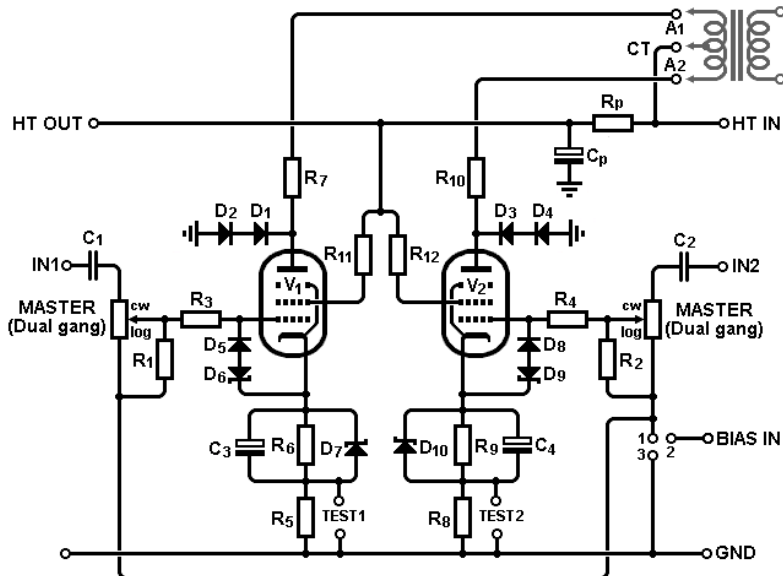 A1
CT
A2
HT OUT
Rp
HT IN
Cp
R7
R10
D2 D1
D3 D4
C1
R11
R12
C2
IN1
V1
V2
IN2
MASTER
(Dual gang)
cw
log
R3
R4
cw
log
MASTER
(Dual gang)
R1
D5
D8
R2
D6
D9
C3
R6
D7
D10
R9
C4
1
2
3
BIAS IN
R5
TEST1
R8
TEST2
GND